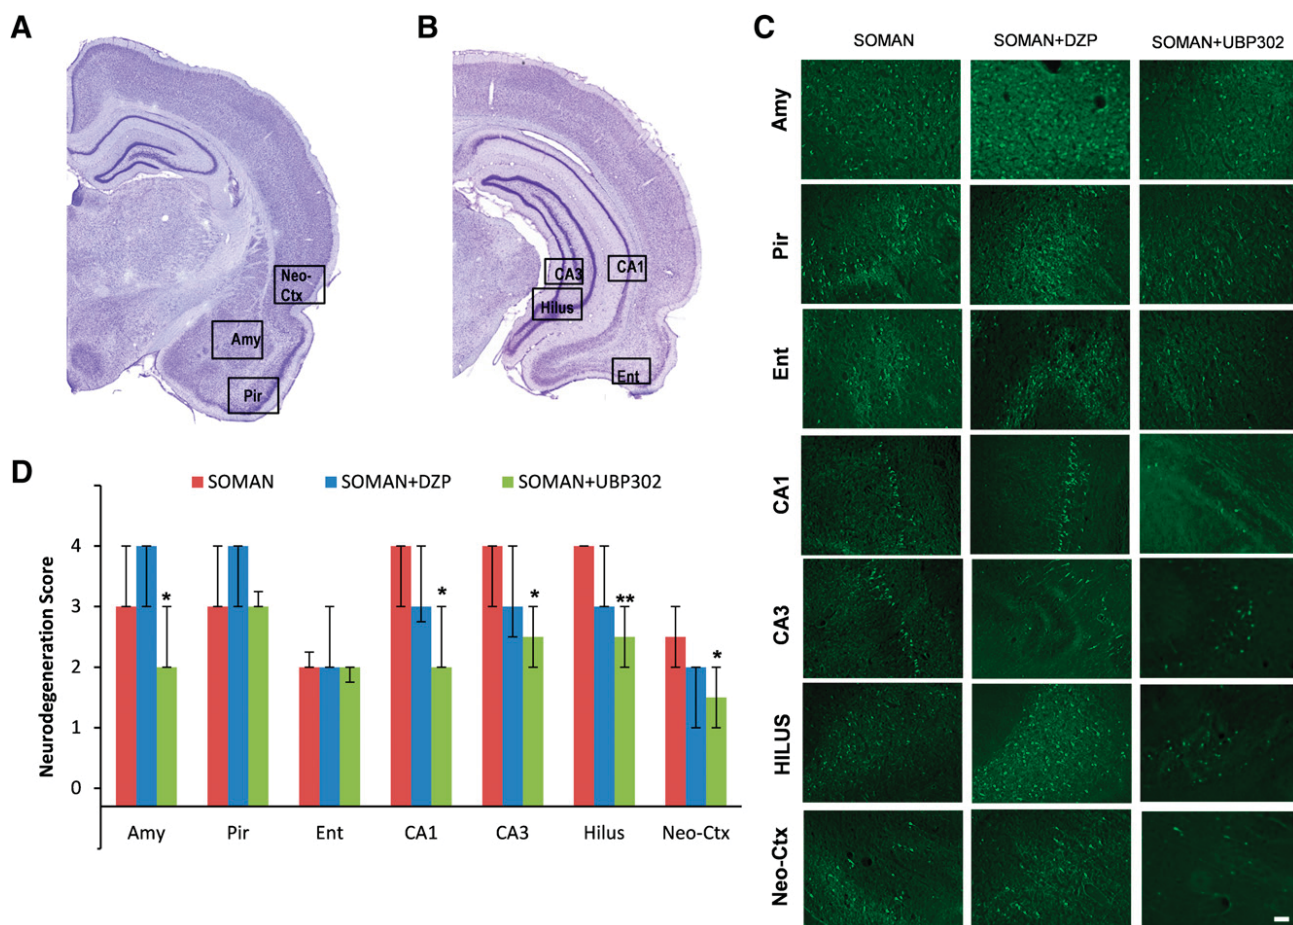 A
B
C
Neo-
Ctx
Amy
Pir
CA3
CA1
Hilus
Ent
SOMAN
SOMAN+DZP
SOMAN+UBP302
Amy
Pir
Ent
CA1
CA3
HILUS
Neo-Ctx
D
SOMAN
SOMAN+DZP
SOMAN+UBP302
Neurodegeneration Score
4
3
2
1
0
*
*
*
**
*
Amy
Pir
Ent
CA1
CA3
Hilus
Neo-Ctx